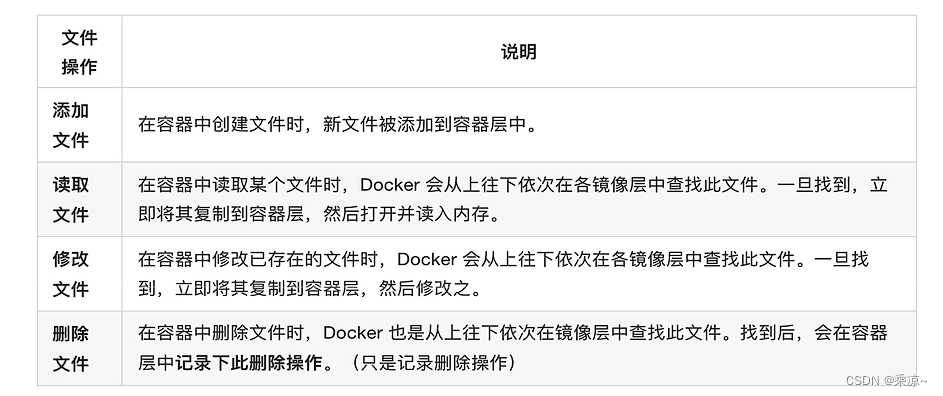 文件
操作
说明
添加
文件
在容器中创建文件时，新文件被添加到容器层中。
读取
文件
在容器中读取某个文件时，Docker 会从上往下依次在各镜像层中查找此文件。一旦找到，立
即将其复制到容器层，然后打开并读入内存。
修改
文件
在容器中修改已存在的文件时，Docker 会从上往下依次在各镜像层中查找此文件。一旦找
到，立即将其复制到容器层，然后修改之。
删除
文件
在容器中删除文件时，Docker 也是从上往下依次在镜像层中查找此文件。找到后，会在容器
层中记录下此删除操作。（只是记录删除操作）
CSDN @乘凉~